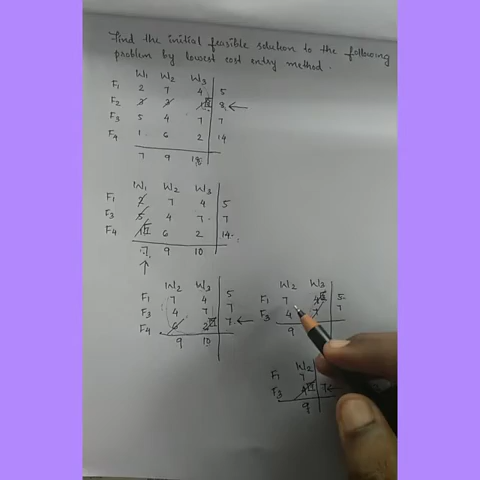 Find the initial feasible solution to the following
problem by lowest cost entry method.
W1 W2 W3
F1 2 7 4 5
F2 3 3 1 8
F3 5 4 7 7
F4 1 6 2 14
7 9 18
W1 W2 W3
F1 2 7 4 5
F3 5 4 7 7
F4 1 6 2 14
7 9 10
W2 W3
F1 7 4 5
F3 4 7 7
F4 6 2 7
9 10
W2 W3
F1 7 4 5
F3 4 7
9
W2
F1 7
F3 4 7
9